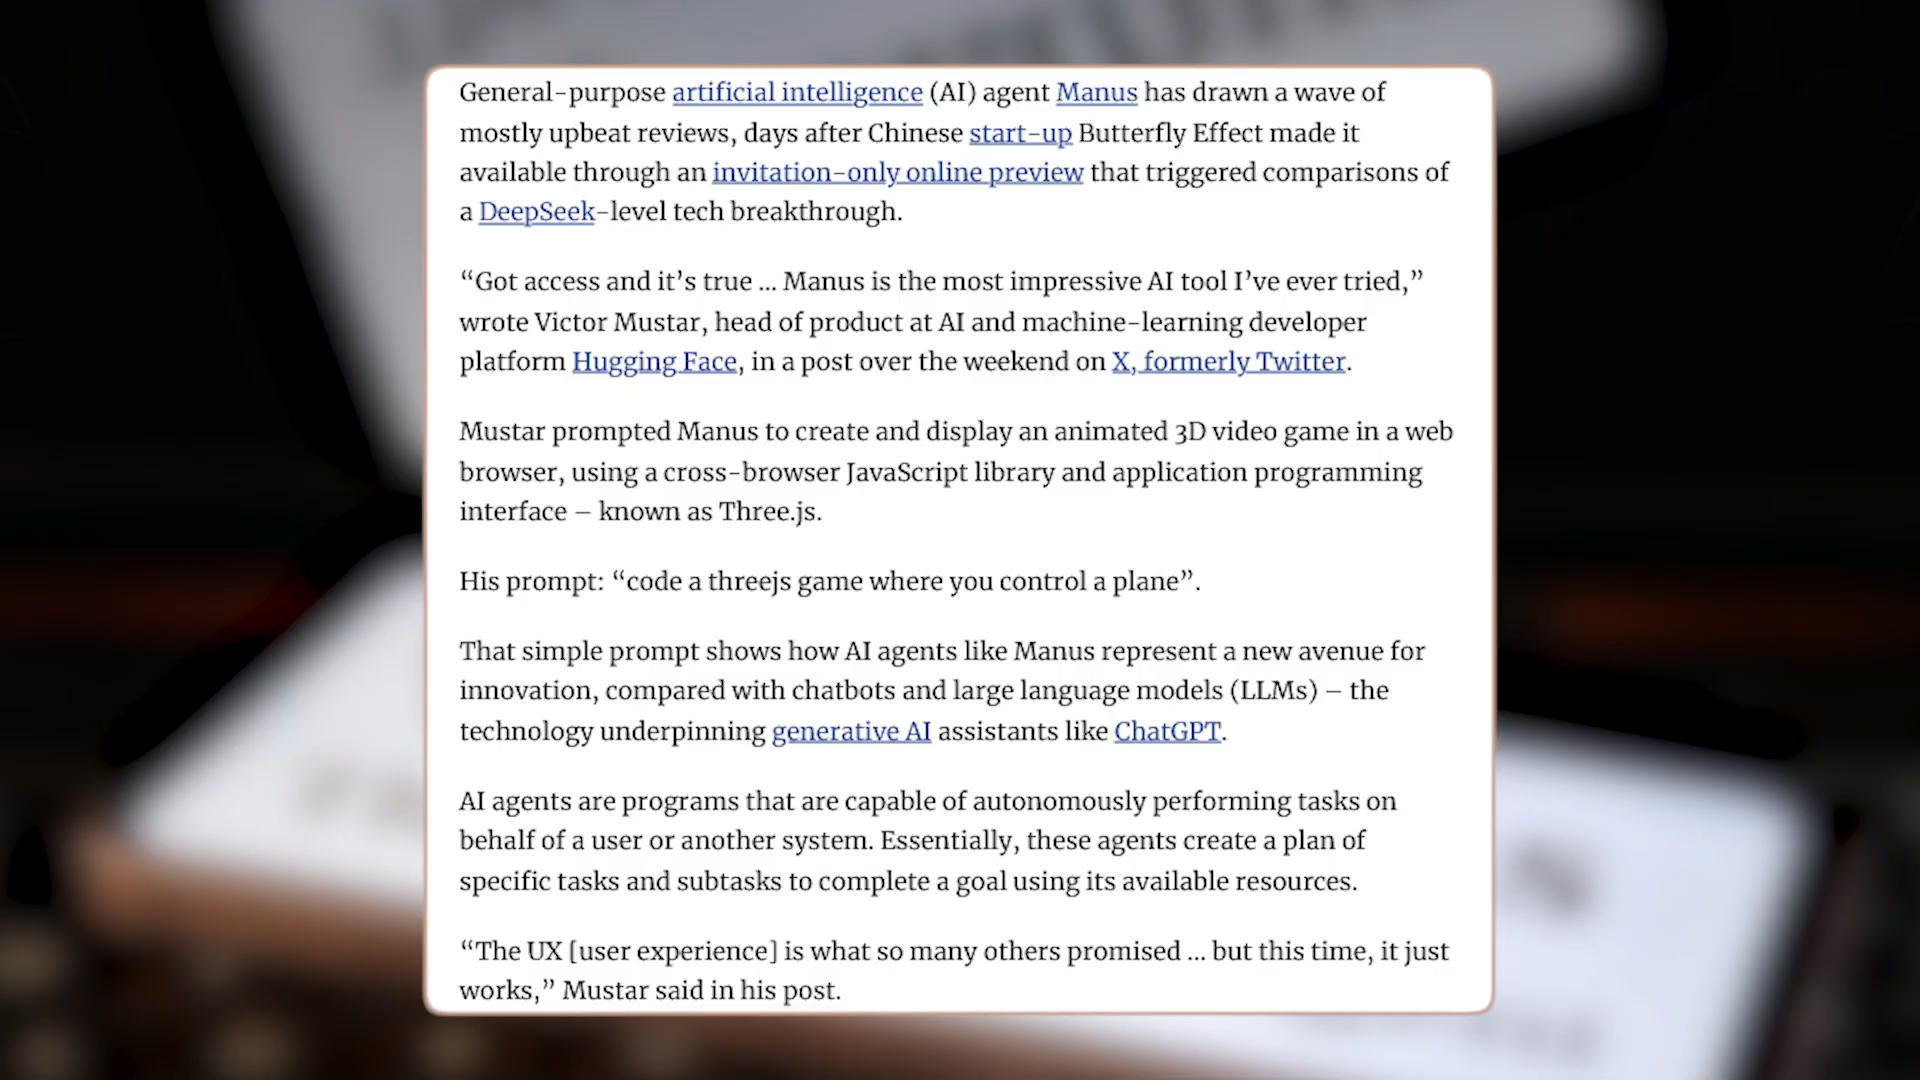 General-purpose artificial intelligence (AI) agent Manus has drawn a wave of
mostly upbeat reviews, days after Chinese start-up Butterfly Effect made it
available through an invitation-only online preview that triggered comparisons of
a DeepSeek-level tech breakthrough.
“Got access and it’s true ... Manus is the most impressive AI tool I’ve ever tried,”
wrote Victor Mustar, head of product at AI and machine-learning developer
platform Hugging Face, in a post over the weekend on X, formerly Twitter.
Mustar prompted Manus to create and display an animated 3D video game in a web
browser, using a cross-browser JavaScript library and application programming
interface – known as Three.js.
His prompt: “code a threejs game where you control a plane”.
That simple prompt shows how AI agents like Manus represent a new avenue for
innovation, compared with chatbots and large language models (LLMs) – the
technology underpinning generative AI assistants like ChatGPT.
AI agents are programs that are capable of autonomously performing tasks on
behalf of a user or another system. Essentially, these agents create a plan of
specific tasks and subtasks to complete a goal using its available resources.
“The UX [user experience] is what so many others promised ... but this time, it just
works,” Mustar said in his post.